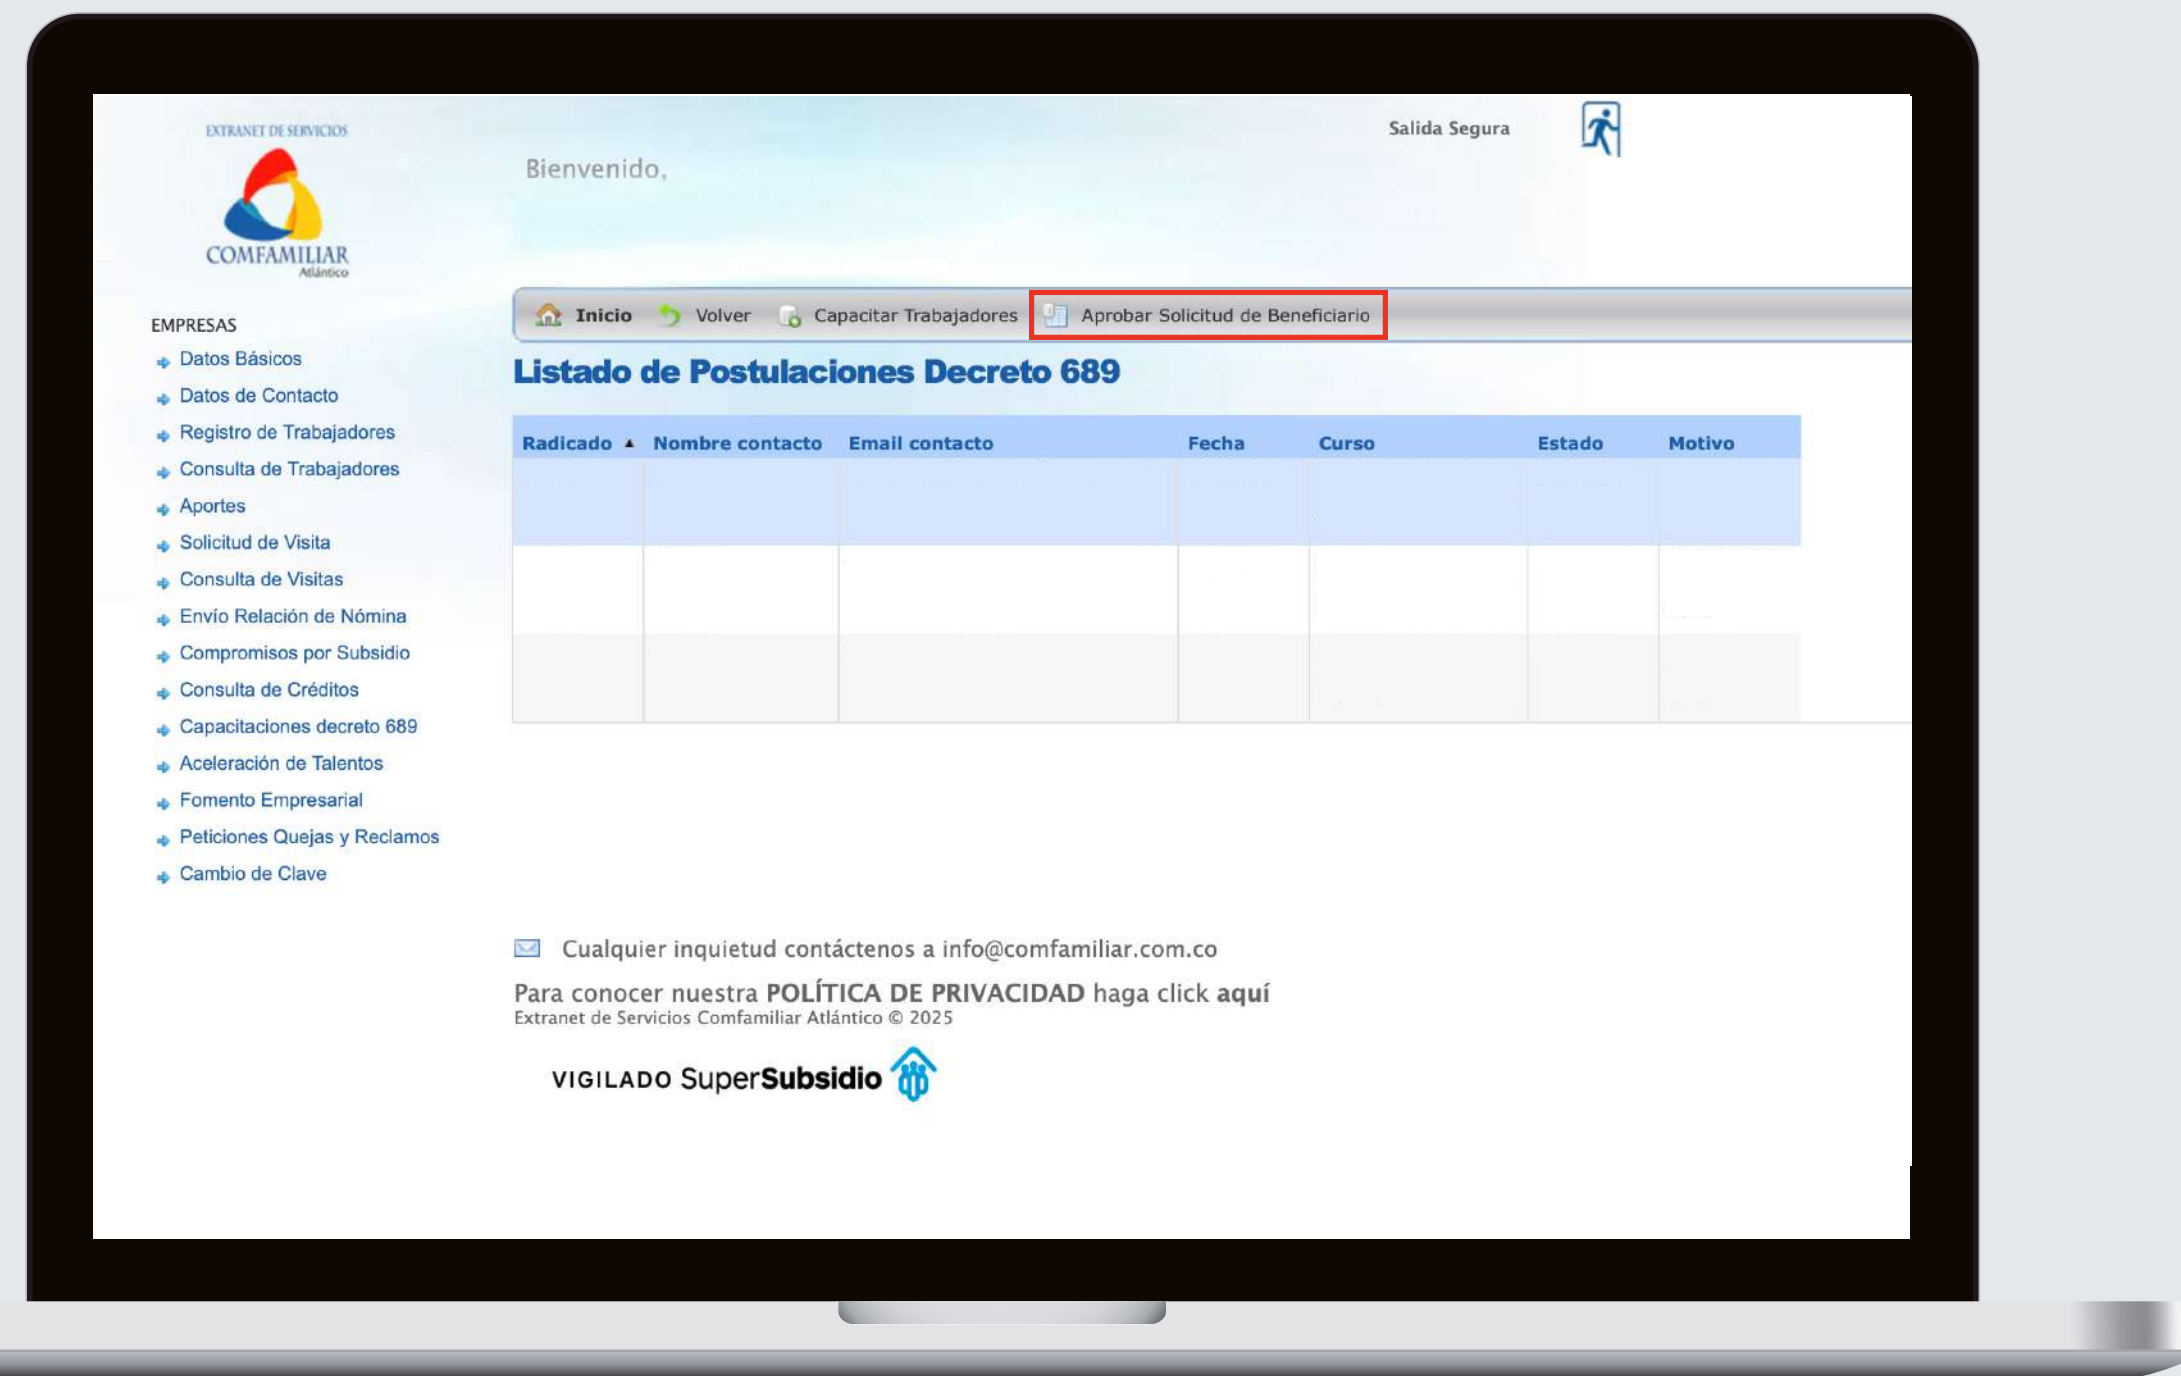 EXTRANET DE SERVICIOS
COMFAMILIAR
Atlántico
Bienvenido,
Salida Segura
Inicio Volver Capacitar Trabajadores Aprobar Solicitud de Beneficiario
EMPRESAS
Datos Básicos
Datos de Contacto
Registro de Trabajadores
Consulta de Trabajadores
Aportes
Solicitud de Visita
Consulta de Visitas
Envío Relación de Nómina
Compromisos por Subsidio
Consulta de Créditos
Capacitaciones decreto 689
Aceleración de Talentos
Fomento Empresarial
Peticiones Quejas y Reclamos
Cambio de Clave
Listado de Postulaciones Decreto 689
Radicado Nombre contacto Email contacto Fecha Curso Estado Motivo
Cualquier inquietud contáctenos a info@comfamiliar.com.co
Para conocer nuestra POLÍTICA DE PRIVACIDAD haga click aquí
Extranet de Servicios Comfamiliar Atlántico © 2025
VIGILADO SuperSubsidio